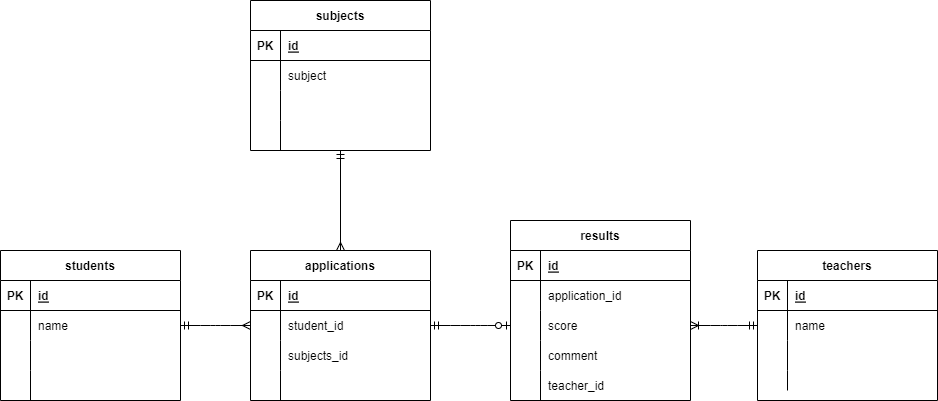 subjects
PK id
subject
students
PK id
name
applications
PK id
student_id
subjects_id
results
PK id
application_id
score
comment
teacher_id
teachers
PK id
name